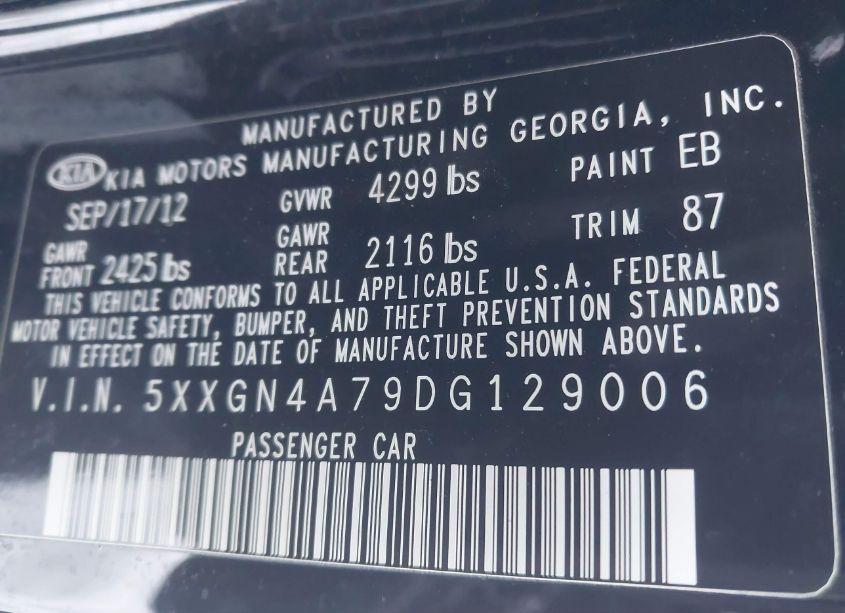 MANUFACTURED BY
KIA KIA MOTORS MANUFACTURING GEORGIA, INC.
SEP/17/12 GVWR 4299 lbs PAINT EB
GAWR FRONT 2425 lbs GAWR REAR 2116 lbs TRIM 87
THIS VEHICLE CONFORMS TO ALL APPLICABLE U.S.A. FEDERAL
MOTOR VEHICLE SAFETY, BUMPER, AND THEFT PREVENTION STANDARDS
IN EFFECT ON THE DATE OF MANUFACTURE SHOWN ABOVE.
V.I.N. 5XXGN4A79DG129006
PASSENGER CAR